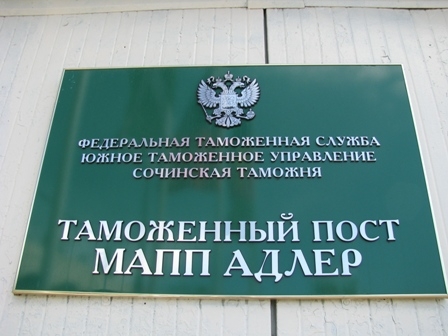 ФЕДЕРАЛЬНАЯ ТАМОЖЕННАЯ СЛУЖБА
ЮЖНОЕ ТАМОЖЕННОЕ УПРАВЛЕНИЕ
СОЧИНСКАЯ ТАМОЖНЯ
ТАМОЖЕННЫЙ ПОСТ
МАПП АДЛЕР